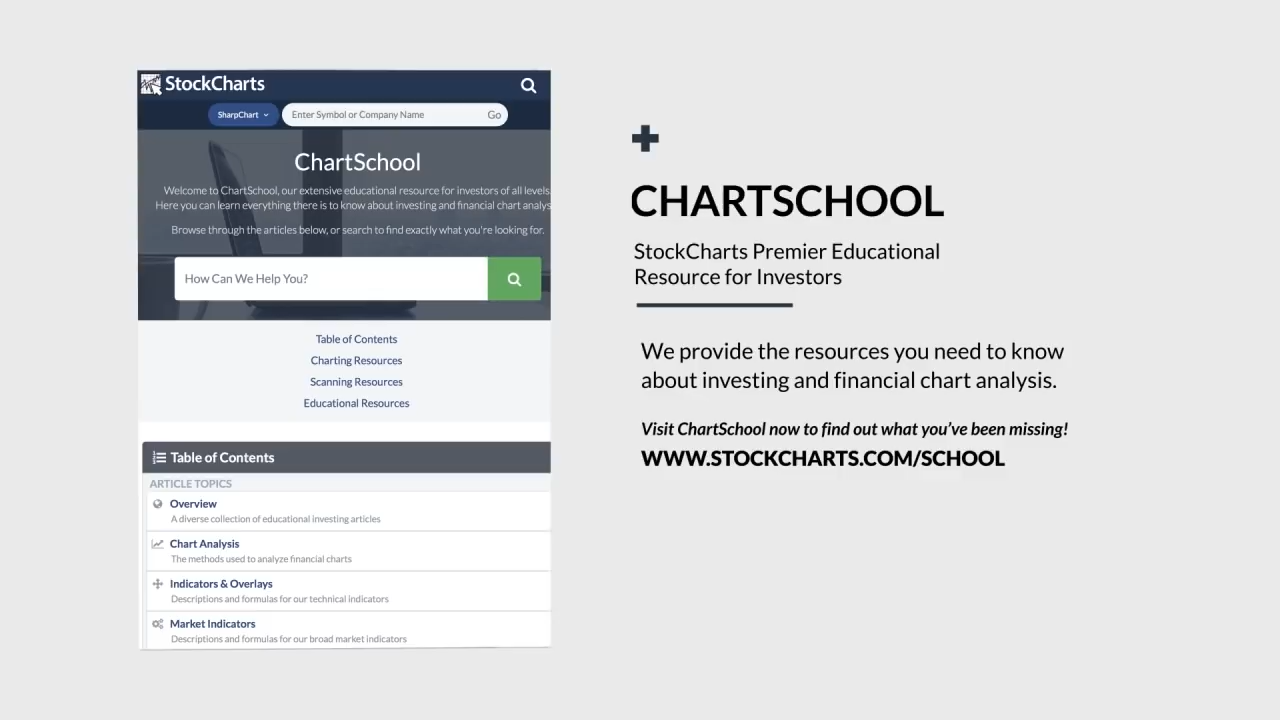 StockCharts
SharpChart
Enter Symbol or Company Name
Go
ChartSchool
Welcome to ChartSchool, our extensive educational resource for investors of all levels
Here you can learn everything there is to know about investing and financial chart analys
Browse through the articles below, or search to find exactly what you're looking for.
How Can We Help You?
Table of Contents
Charting Resources
Scanning Resources
Educational Resources
Table of Contents
ARTICLE TOPICS
Overview
A diverse collection of educational investing articles
Chart Analysis
The methods used to analyze financial charts
Indicators & Overlays
Descriptions and formulas for our technical indicators
Market Indicators
Descriptions and formulas for our broad market indicators
CHARTSCHOOL
StockCharts Premier Educational
Resource for Investors
We provide the resources you need to know
about investing and financial chart analysis.
Visit ChartSchool now to find out what you've been missing!
WWW.STOCKCHARTS.COM/SCHOOL